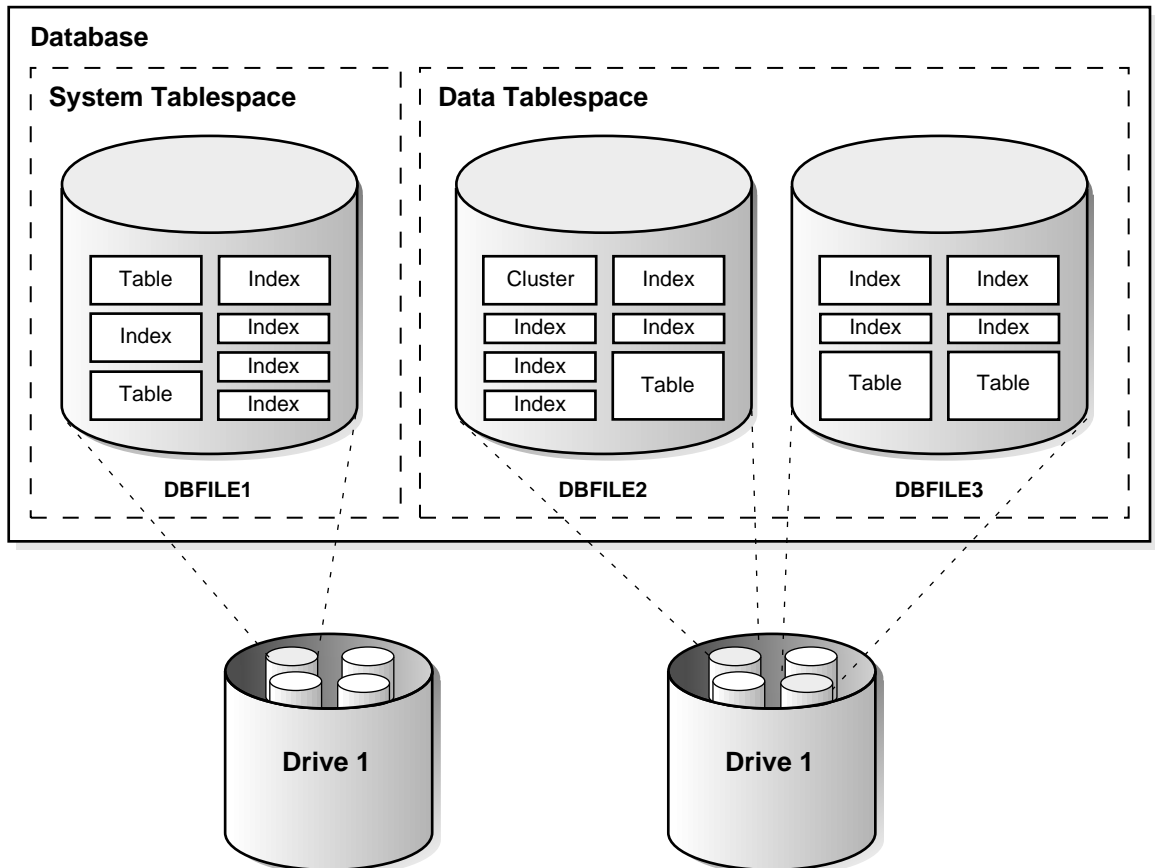 Database
System Tablespace
Data Tablespace
Table
Index
Index
Index
Table
Index
Index
Cluster
Index
Index
Index
Index
Index
Index
Table
Index
Index
Index
Index
Table
Table
DBFILE1
DBFILE2
DBFILE3
Drive 1
Drive 1